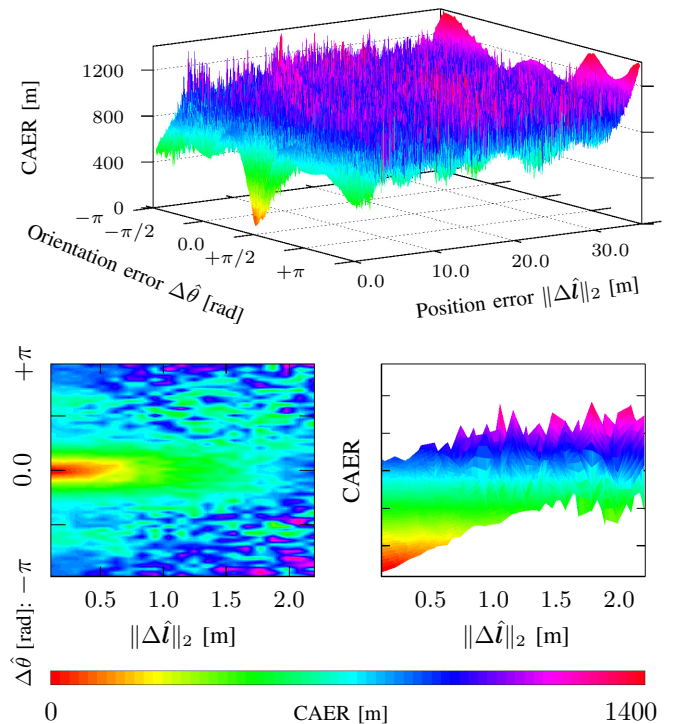 1200
800
400
0
CAER [m]
−π
−π/2
0.0
+π/2
+π
Orientation error Δθ̂ [rad]
0.0
10.0
20.0
30.0
Position error ‖Δl̂‖₂ [m]
+π
0.0
Δθ̂ [rad]: −π
0.5 1.0 1.5 2.0
‖Δl̂‖₂ [m]
CAER
0.5 1.0 1.5 2.0
‖Δl̂‖₂ [m]
0 CAER [m] 1400